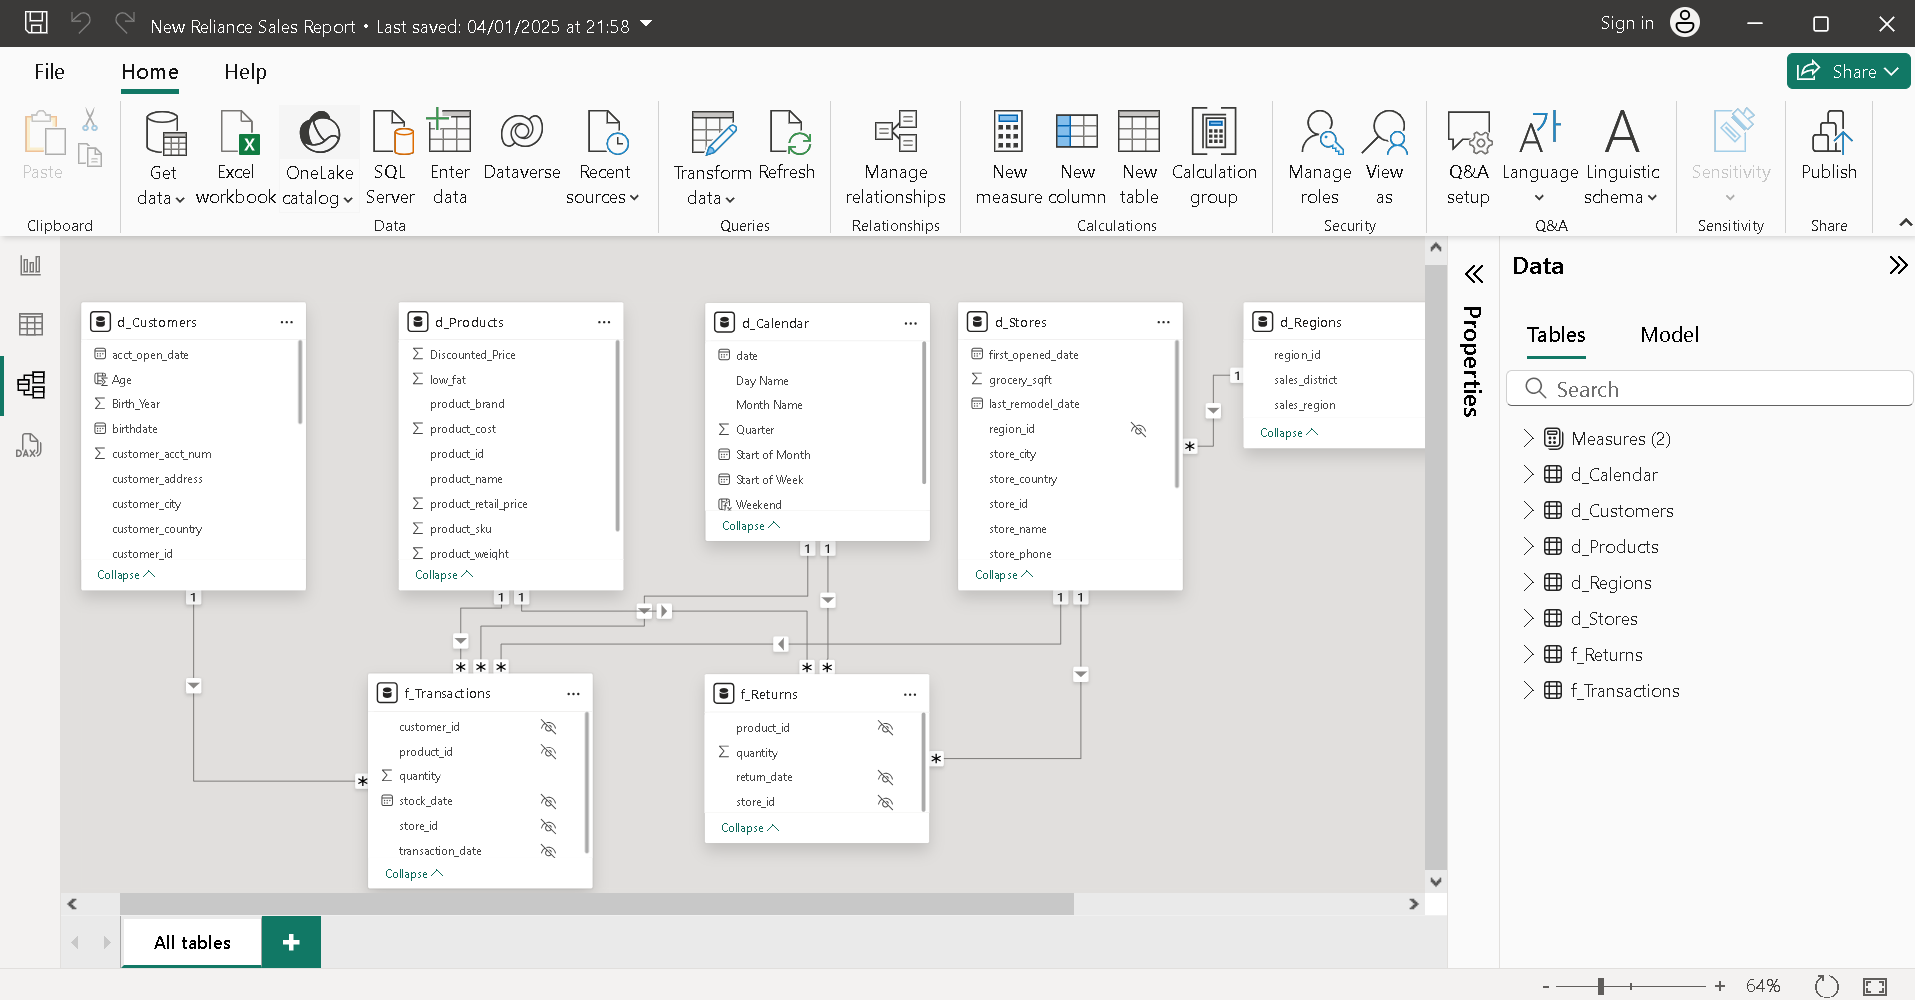 New Reliance Sales Report • Last saved: 04/01/2025 at 21:58
Sign in
File
Home
Help
Share
Paste
Get data
Excel workbook
OneLake catalog
SQL Server
Enter data
Dataverse
Recent sources
Transform data
Refresh
Manage relationships
New measure
New column
New table
Calculation group
Manage roles
View as
Q&A setup
Language
Linguistic schema
Sensitivity
Publish
Clipboard
Data
Queries
Relationships
Calculations
Security
Q&A
Sensitivity
Share
DAX
d_Customers
acct_open_date
Age
Birth_Year
birthdate
customer_acct_num
customer_address
customer_city
customer_country
customer_id
Collapse
1
d_Products
Discounted_Price
low_fat
product_brand
product_cost
product_id
product_name
product_retail_price
product_sku
product_weight
Collapse
1
1
d_Calendar
date
Day Name
Month Name
Quarter
Start of Month
Start of Week
Weekend
Collapse
1
1
d_Stores
first_opened_date
grocery_sqft
last_remodel_date
region_id
store_city
store_country
store_id
store_name
store_phone
Collapse
1
1
*
1
d_Regions
region_id
sales_district
sales_region
Collapse
*
*
*
*
f_Transactions
customer_id
product_id
quantity
stock_date
store_id
transaction_date
Collapse
*
*
f_Returns
product_id
quantity
return_date
store_id
Collapse
*
All tables
+
Properties
Data
Tables
Model
Search
Measures (2)
d_Calendar
d_Customers
d_Products
d_Regions
d_Stores
f_Returns
f_Transactions
- + 64%